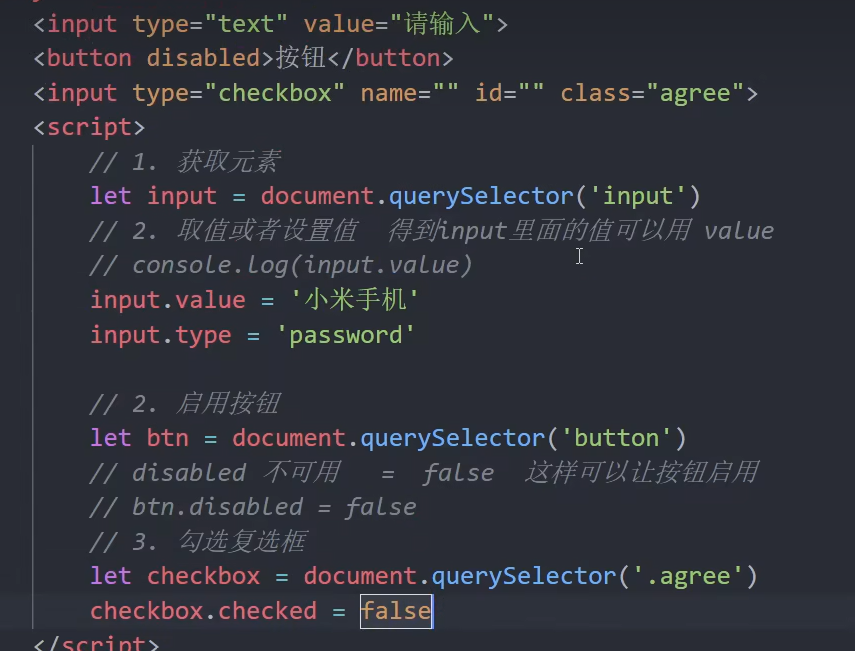 <input type="text" value="请输入">
<button disabled>按钮</button>
<input type="checkbox" name="" id="" class="agree">
<script>
// 1. 获取元素
let input = document.querySelector('input')
// 2. 取值或者设置值  得到input里面的值可以用 value
// console.log(input.value)
input.value = '小米手机'
input.type = 'password'
// 2. 启用按钮
let btn = document.querySelector('button')
// disabled 不可用   =  false  这样可以让按钮启用
// btn.disabled = false
// 3. 勾选复选框
let checkbox = document.querySelector('.agree')
checkbox.checked = false
</script>